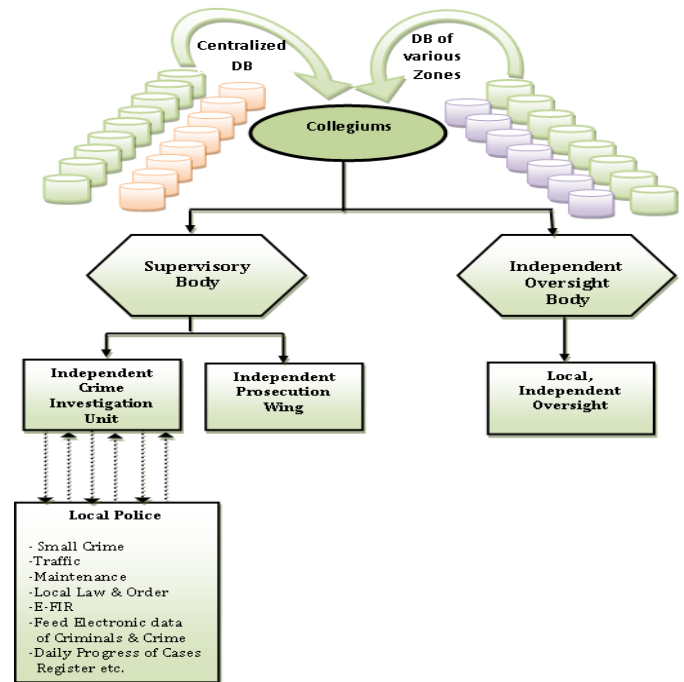 Centralized
DB
DB of
various
Zones
Collegiums
Supervisory
Body
Independent
Oversight
Body
Independent
Crime
Investigation
Unit
Independent
Prosecution
Wing
Local,
Independent
Oversight
Local Police
- Small Crime
-Traffic
-Maintenance
-Local Law & Order
-E-FIR
-Feed Electronic data
of Criminals & Crime
-Daily Progress of Cases
Register etc.